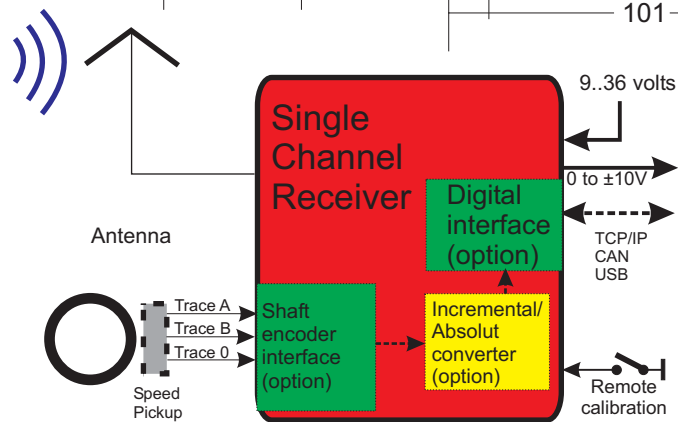 101
9..36 volts
Single
Channel
Receiver
0 to ±10V
Digital
interface
(option)
TCP/IP
CAN
USB
Antenna
Trace A
Trace B
Trace 0
Shaft
encoder
interface
(option)
Incremental/
Absolut
converter
(option)
Speed
Pickup
Remote
calibration